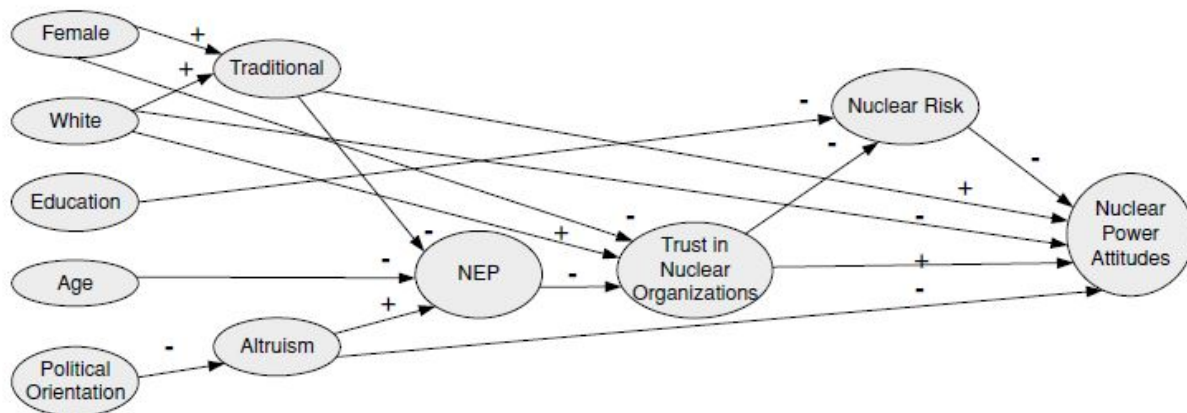 Female
+
Traditional
+
White
Education
Age
Political
Orientation
-
Altruism
-
-
+
NEP
-
+
-
Trust in
Nuclear
Organizations
-
-
Nuclear Risk
-
+
-
+
-
Nuclear
Power
Attitudes